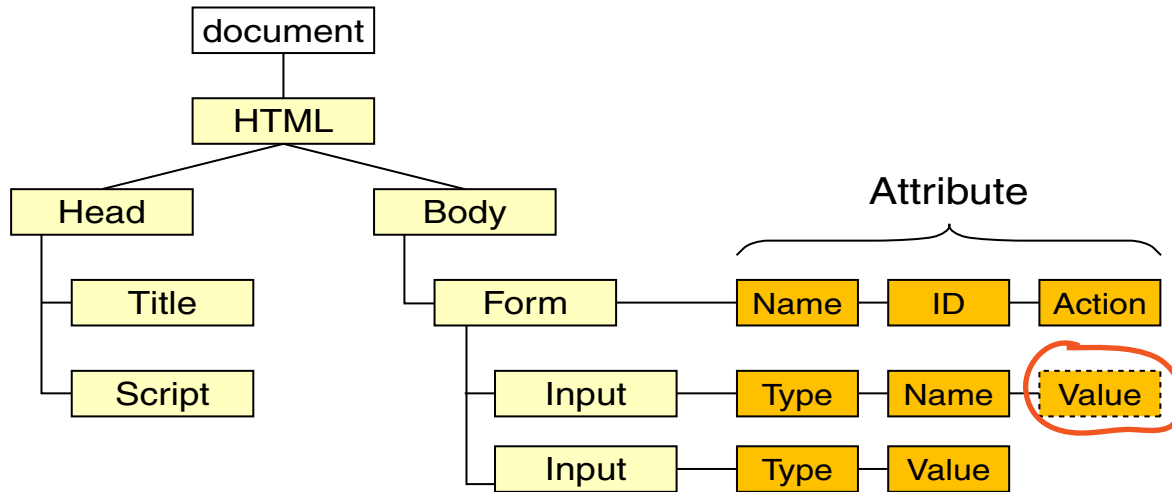 document
HTML
Attribute
Head
Body
Title
Form
Name
ID
Action
Script
Input
Type
Name
Value
Input
Type
Value